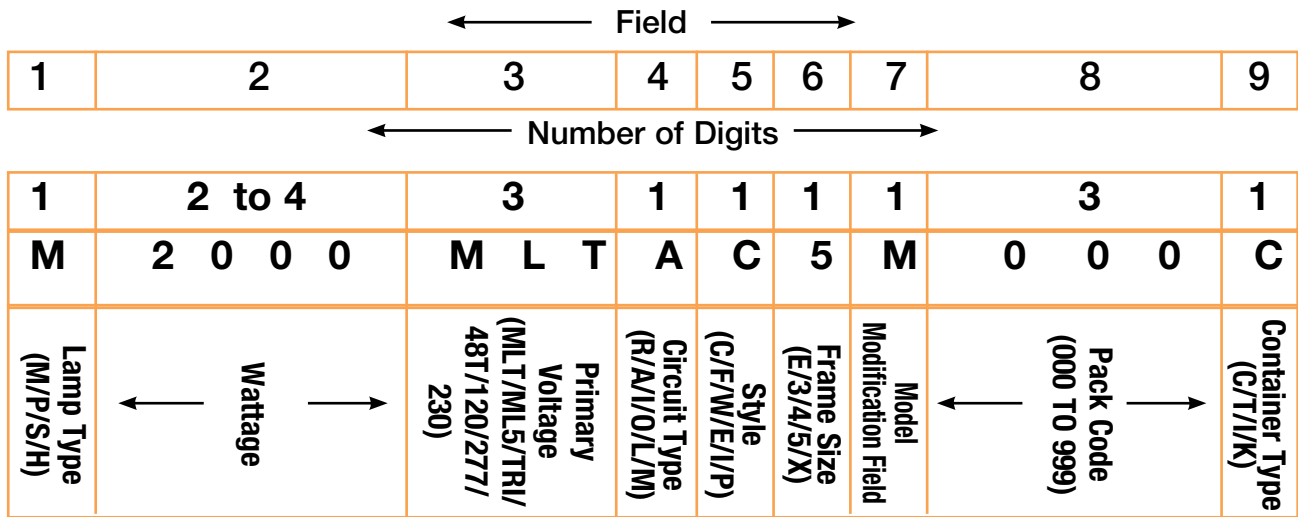 Field
1 2 3 4 5 6 7 8 9
Number of Digits
1 2 to 4 3 1 1 1 1 3 1
M 2 0 0 0 M L T A C 5 M 0 0 0 C
Lamp Type
(M/P/S/H)
Wattage
Primary
Voltage
(MLT/ML5/TRI/
48T/120/277/
230)
Circuit Type
(R/A/I/O/L/M)
Style
(C/F/W/E/I/P)
Frame Size
(E/3/4/5/X)
Model
Modification Field
Pack Code
(000 TO 999)
Container Type
(C/T/I/K)